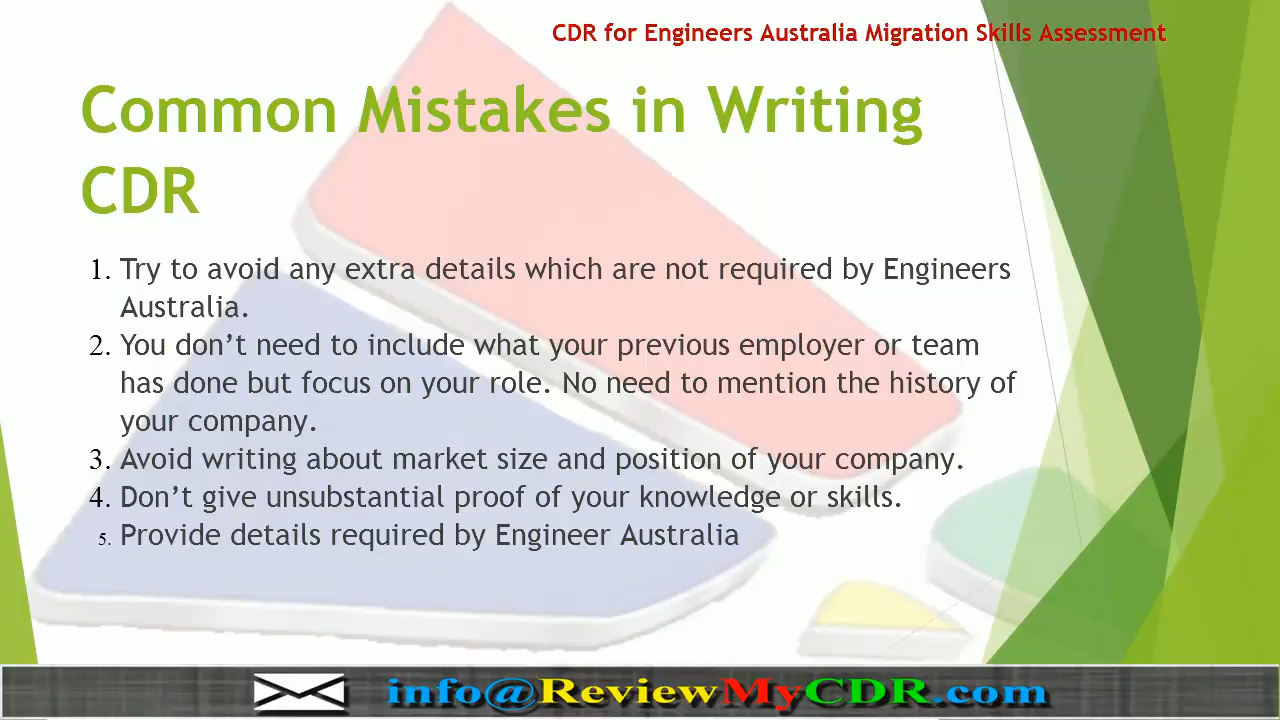 CDR for Engineers Australia Migration Skills Assessment
Common Mistakes in Writing
CDR
1. Try to avoid any extra details which are not required by Engineers
Australia.
2. You don’t need to include what your previous employer or team
has done but focus on your role. No need to mention the history of
your company.
3. Avoid writing about market size and position of your company.
4. Don’t give unsubstantial proof of your knowledge or skills.
5. Provide details required by Engineer Australia
info@ReviewMyCDR.com